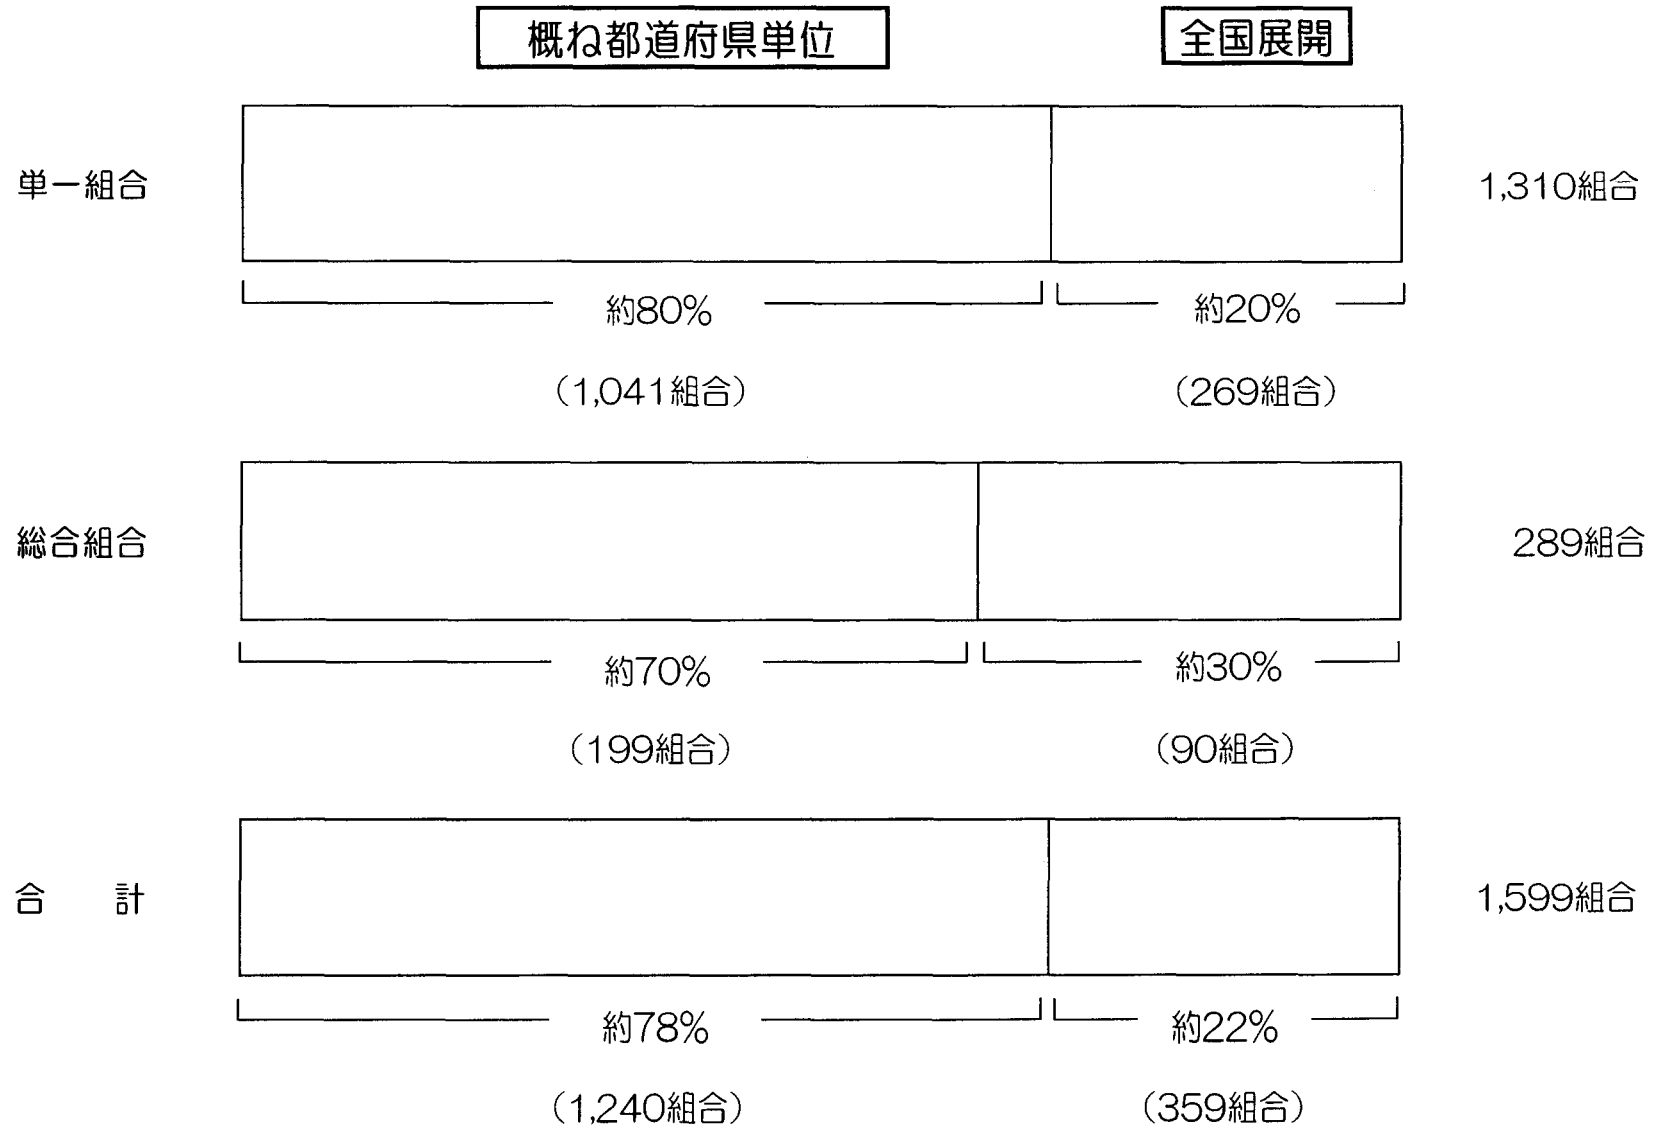 概ね都道府県単位 全国展開
単一組合 1,310組合
約80% 約20%
(1,041組合) (269組合)
総合組合 289組合
約70% 約30%
(199組合) (90組合)
合　計 1,599組合
約78% 約22%
(1,240組合) (359組合)